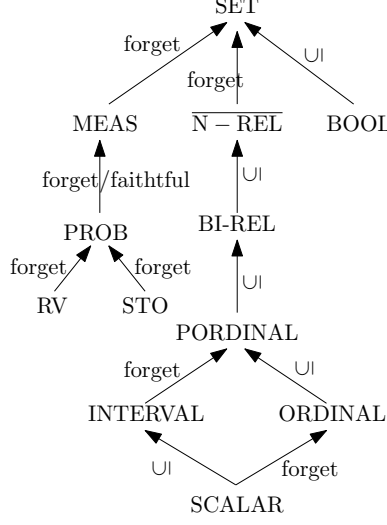 SET
forget
∪|
forget
MEAS
N − REL
BOOL
forget/faithtful
∪|
PROB
BI-REL
forget
forget
∪|
RV
STO
PORDINAL
forget
∪|
INTERVAL
ORDINAL
∪|
forget
SCALAR